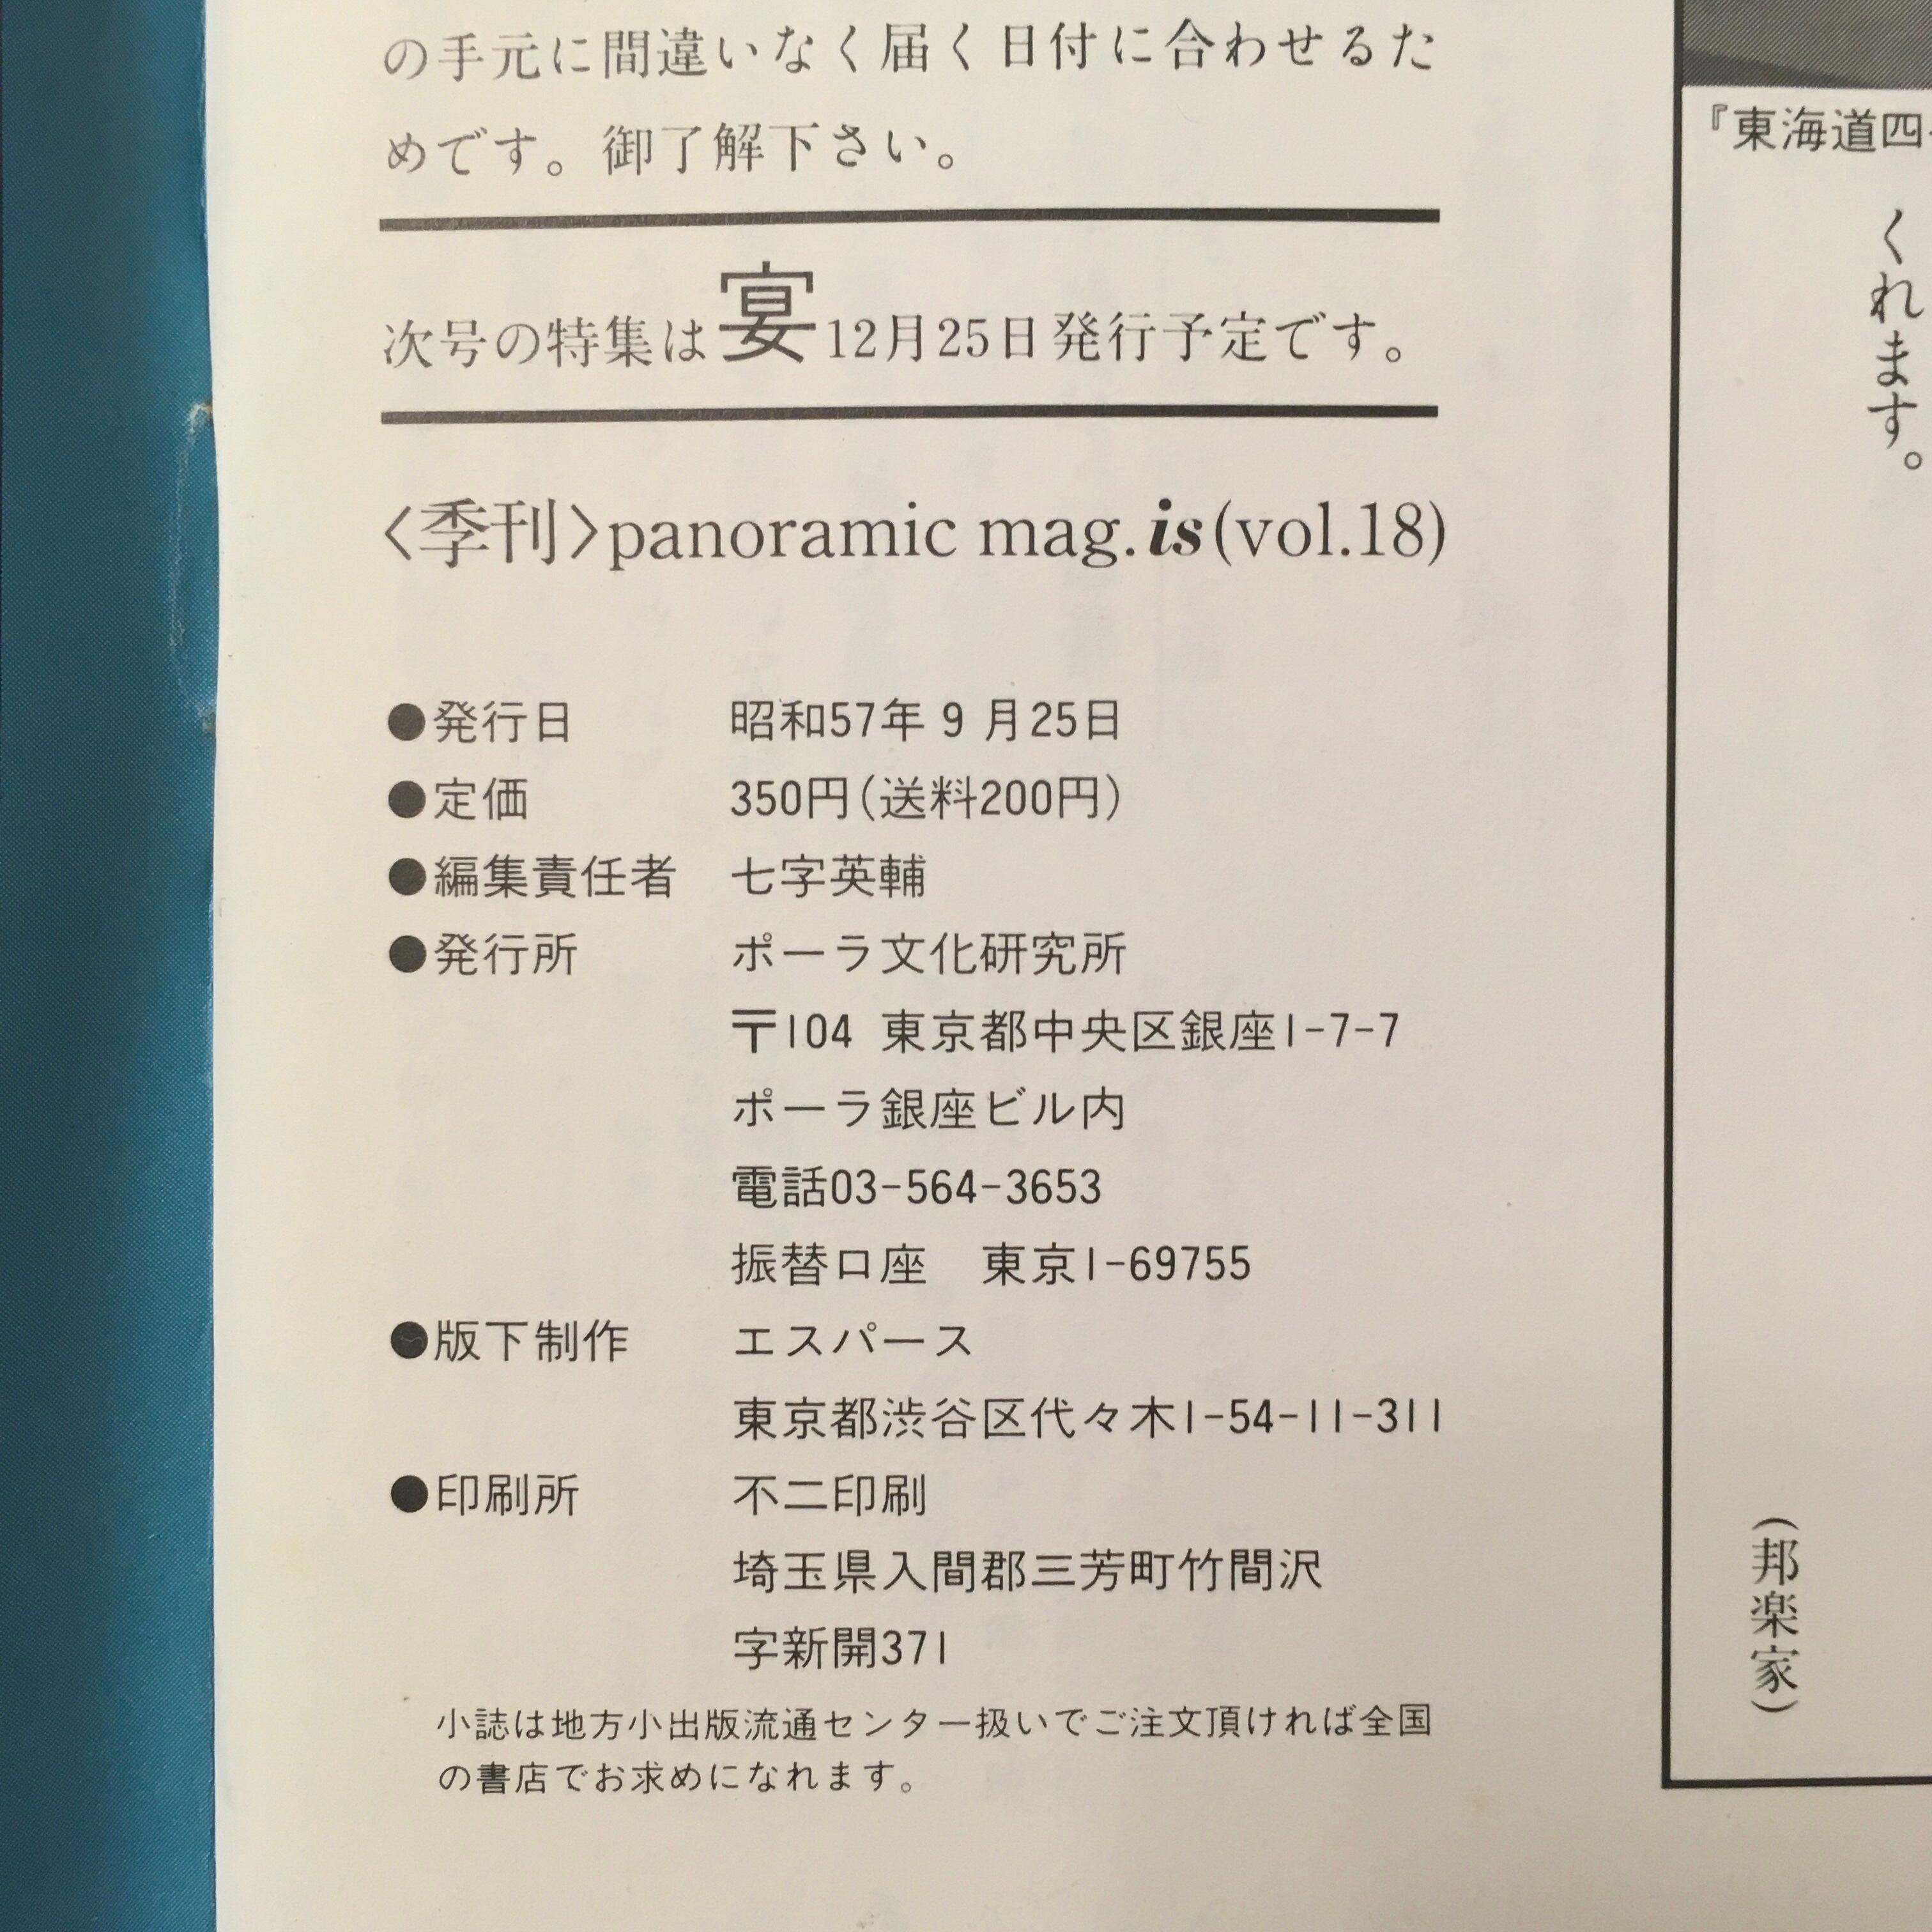 の手元に間違いなく届く日付に合わせるた
めです。御了解下さい。
次号の特集は宴12月25日発行予定です。
〈季刊〉panoramic mag.is(vol.18)
●発行日 昭和57年9月25日
●定価 350円(送料200円)
●編集責任者 七字英輔
●発行所 ポーラ文化研究所
〒104 東京都中央区銀座1-7-7
ポーラ銀座ビル内
電話03-564-3653
振替口座 東京1-69755
●版下制作 エスパース
東京都渋谷区代々木1-54-11-311
●印刷所 不二印刷
埼玉県入間郡三芳町竹間沢
字新開371
小誌は地方小出版流通センター扱いでご注文頂ければ全国
の書店でお求めになれます。
『東海道四
くれます。
(邦楽家)